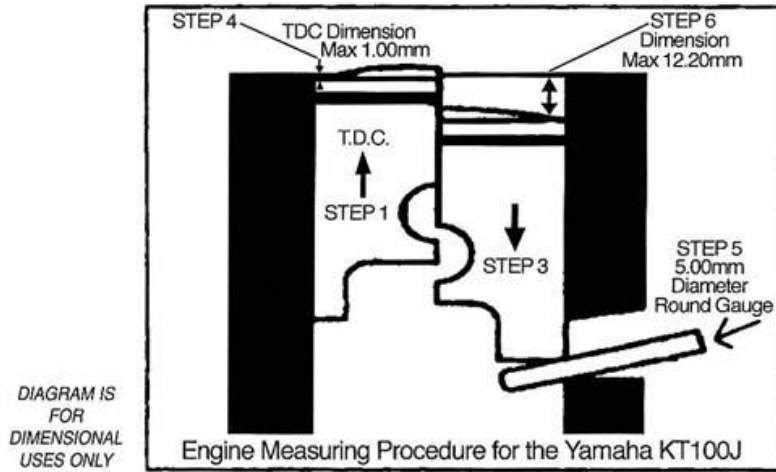 STEP 4
TDC Dimension
Max 1.00mm
STEP 6
Dimension
Max 12.20mm
T.D.C.
STEP 1
STEP 3
STEP 5
5.00mm
Diameter
Round Gauge
DIAGRAM IS
FOR
DIMENSIONAL
USES ONLY
Engine Measuring Procedure for the Yamaha KT100J